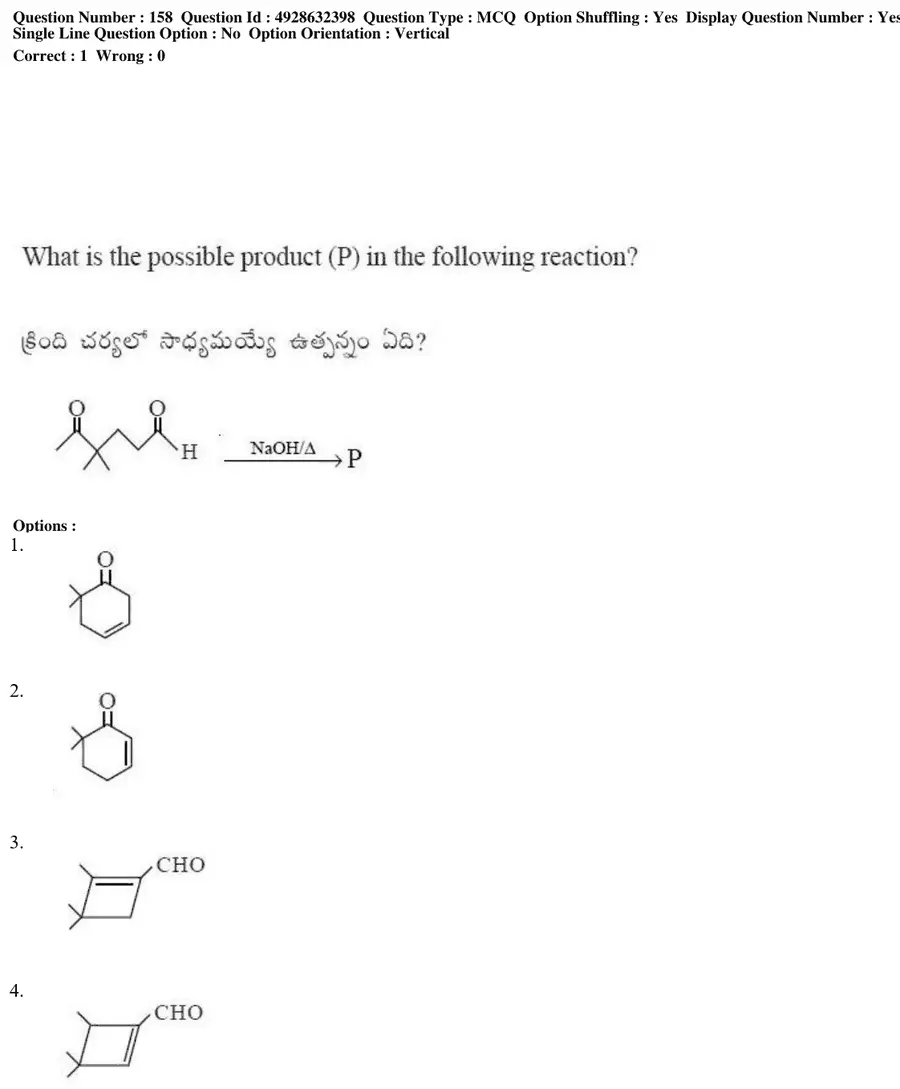 Question Number : 158 Question Id : 4928632398 Question Type : MCQ Option Shuffling : Yes Display Question Number : Yes
Single Line Question Option : No Option Orientation : Vertical
Correct : 1 Wrong : 0
What is the possible product (P) in the following reaction?
క్రింది చర్యలో సాధ్యమయ్యే ఉత్పన్నం ఏది?
O O
H NaOH/Δ P
Options :
1.
O
2.
O
3.
CHO
4.
CHO